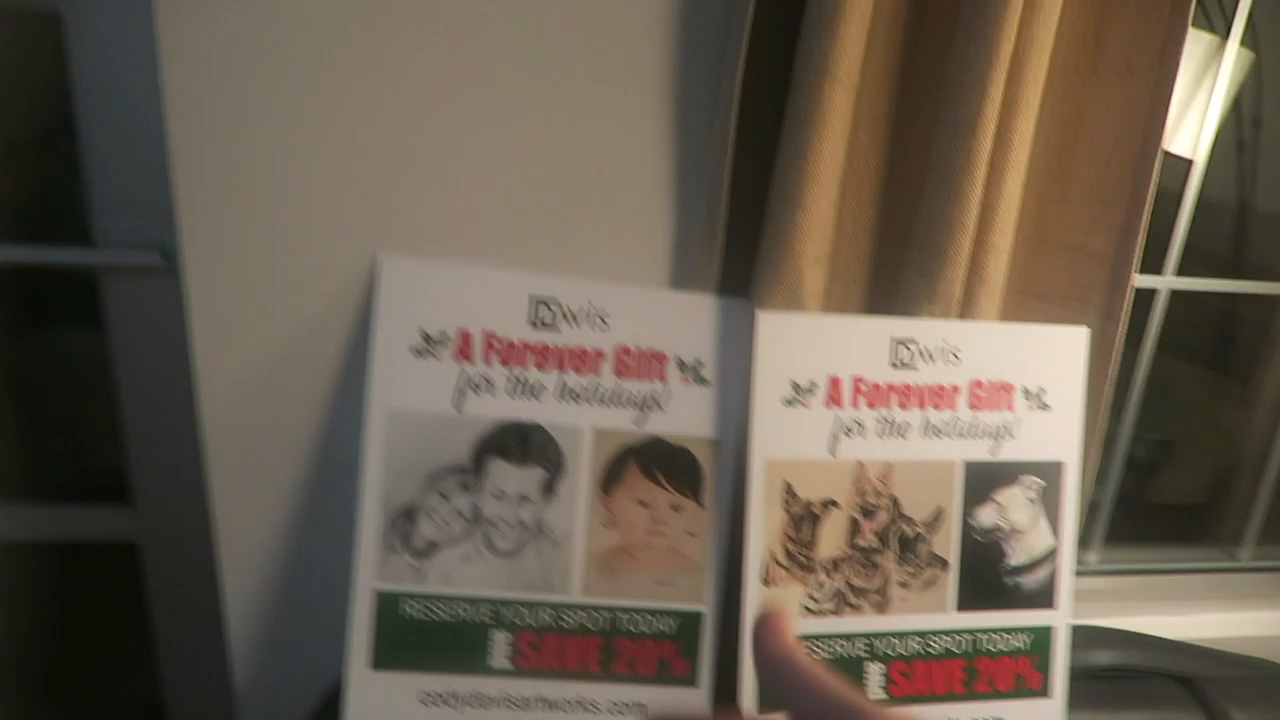 Davis
A Forever Gift
for the holidays!
RESERVE YOUR SPOT TODAY
SAVE 20%
codydavisartworks.com
Davis
A Forever Gift
for the holidays!
RESERVE YOUR SPOT TODAY
SAVE 20%